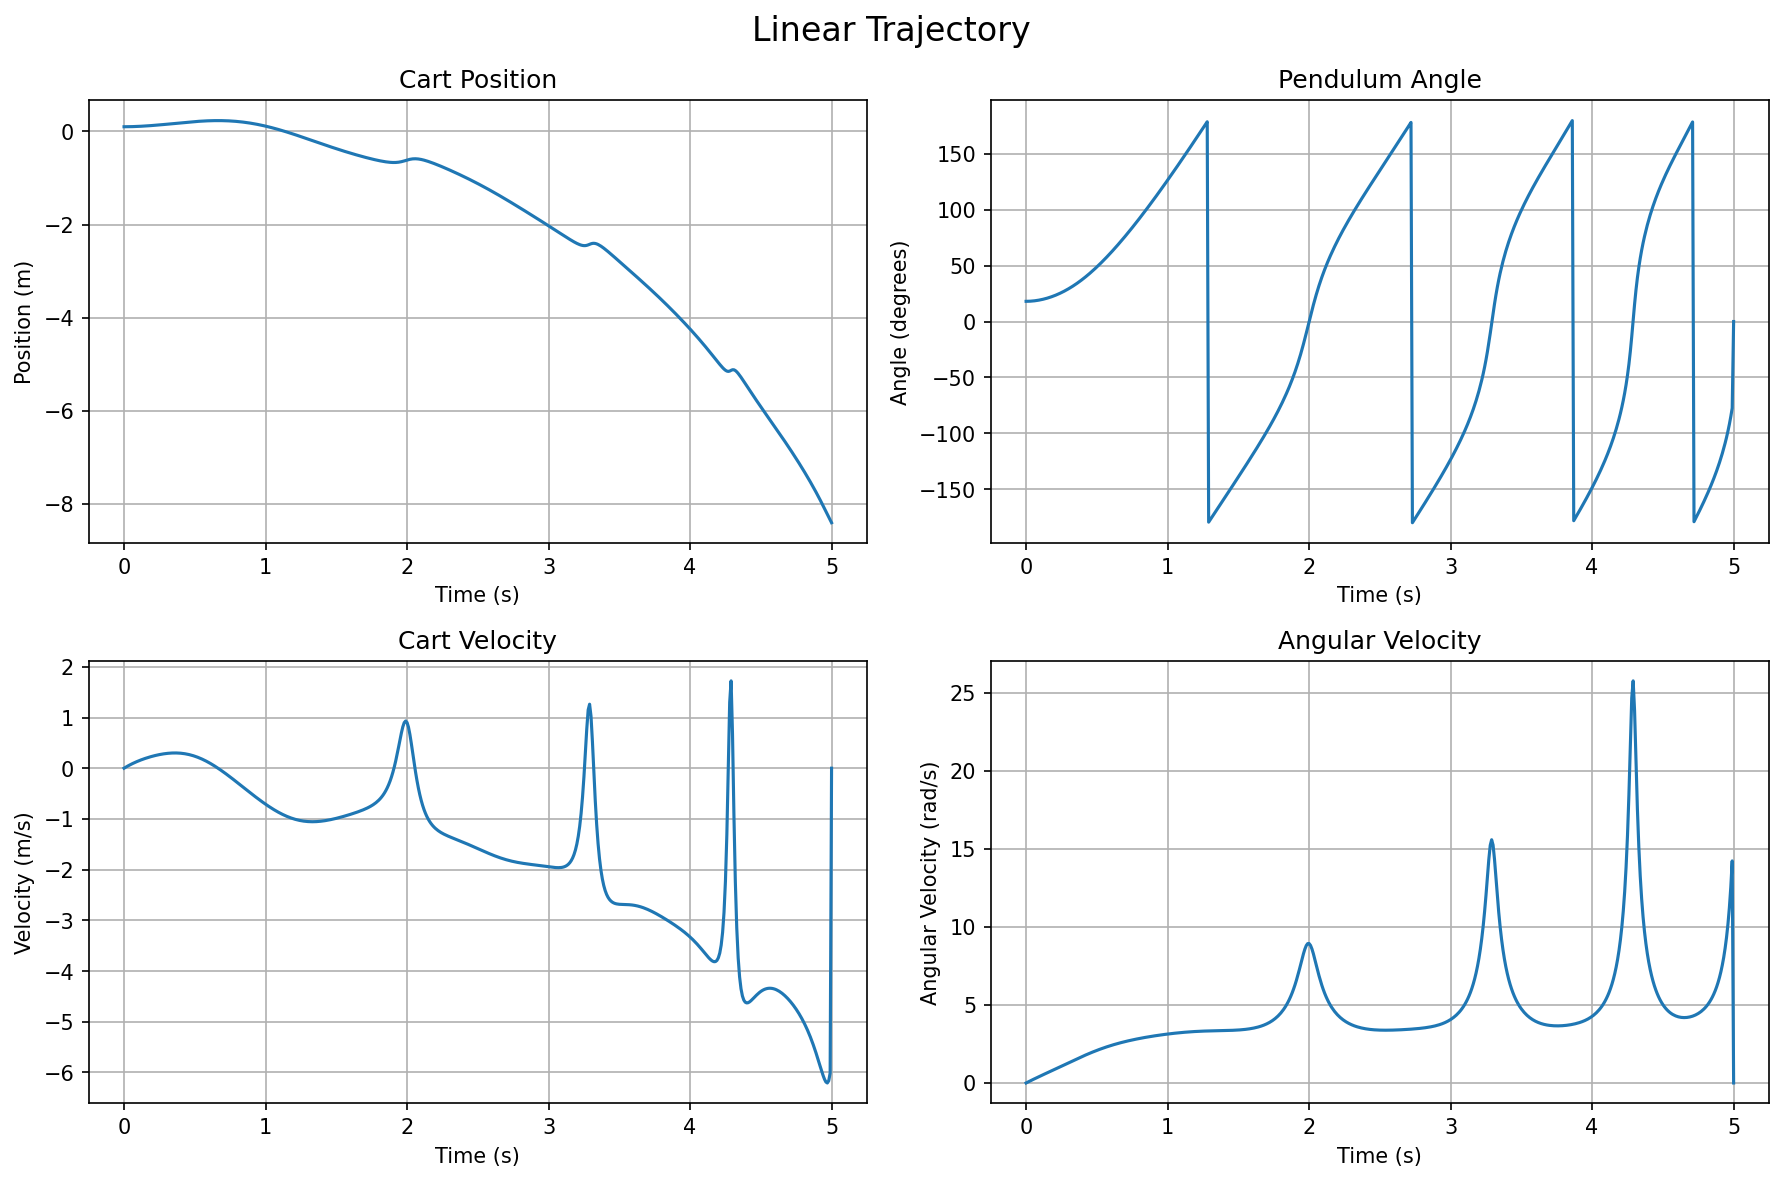 Linear Trajectory
Cart Position
Position (m)
0
−2
−4
−6
−8
0 1 2 3 4 5
Time (s)
Pendulum Angle
Angle (degrees)
150
100
50
0
−50
−100
−150
0 1 2 3 4 5
Time (s)
Cart Velocity
Velocity (m/s)
2
1
0
−1
−2
−3
−4
−5
−6
0 1 2 3 4 5
Time (s)
Angular Velocity
Angular Velocity (rad/s)
25
20
15
10
5
0
0 1 2 3 4 5
Time (s)